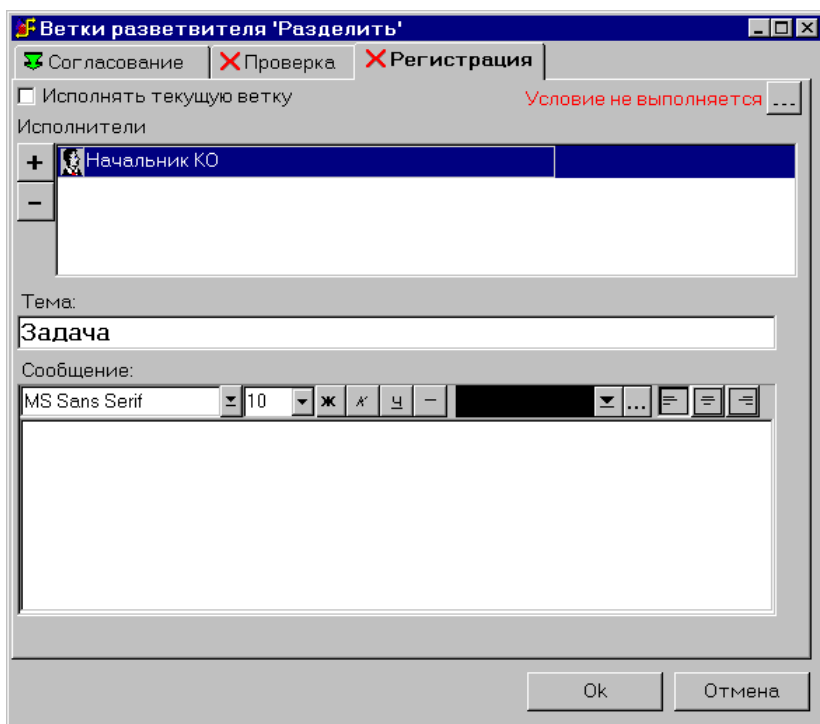 Ветки разветвителя 'Разделить'
Согласование Проверка Регистрация
Исполнять текущую ветку Условие не выполняется ...
Исполнители
+ Начальник КО
−
Тема:
Задача
Сообщение:
MS Sans Serif 10 ж к ч − ...
Ok Отмена